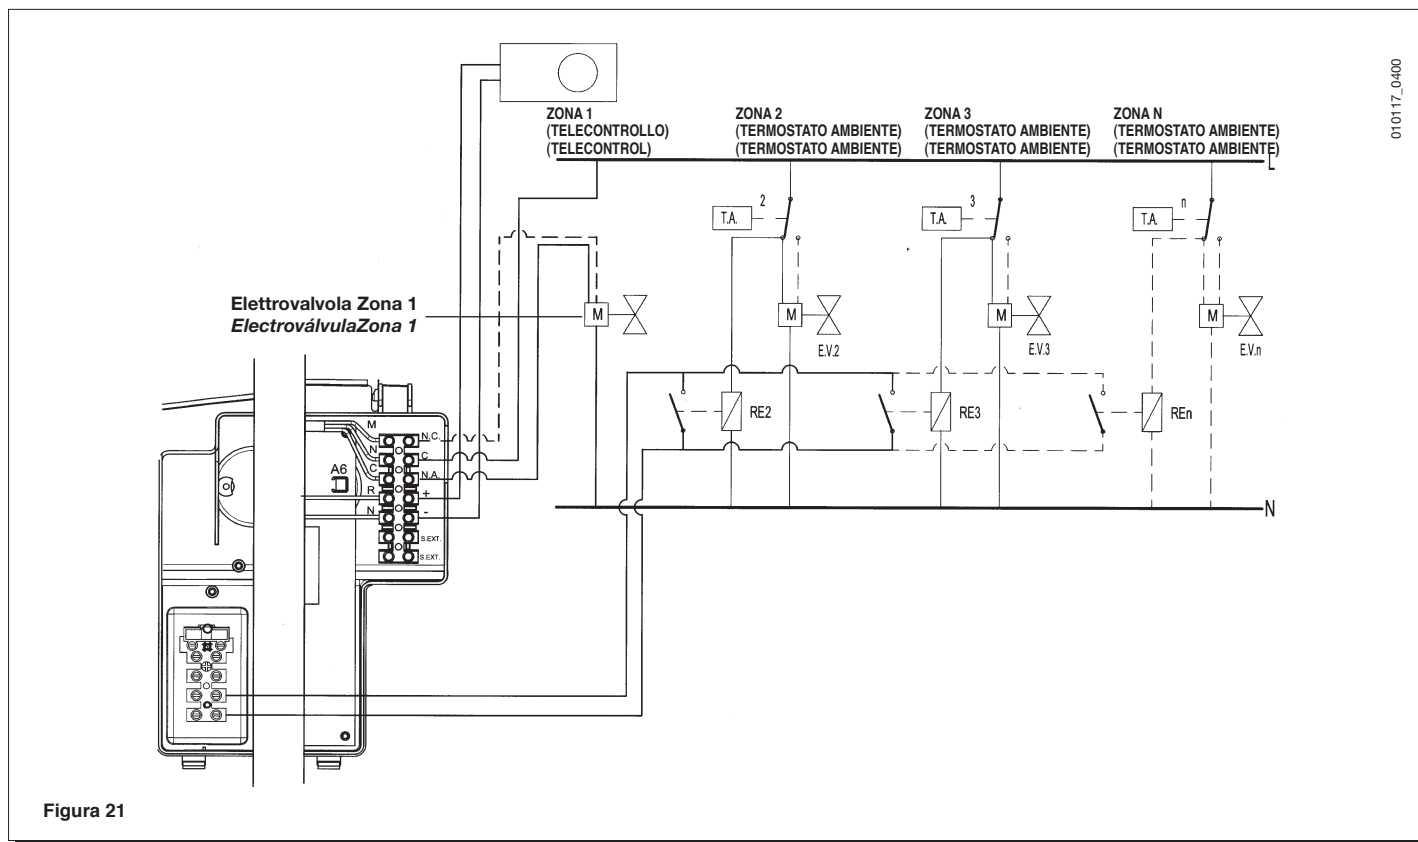 010117_0400
ZONA 1
(TELECONTROLLO)
(TELECONTROL)
ZONA 2
(TERMOSTATO AMBIENTE)
(TERMOSTATO AMBIENTE)
ZONA 3
(TERMOSTATO AMBIENTE)
(TERMOSTATO AMBIENTE)
ZONA N
(TERMOSTATO AMBIENTE)
(TERMOSTATO AMBIENTE)
L
2
T.A.
3
T.A.
n
T.A.
Elettrovalvola Zona 1
ElectroválvulaZona 1
M
M
M
M
E.V.2
E.V.3
E.V.n
RE2
RE3
REn
M
N
C
R
N
A6
N.C.
C
N.A.
+
-
S.EXT.
S.EXT.
N
Figura 21